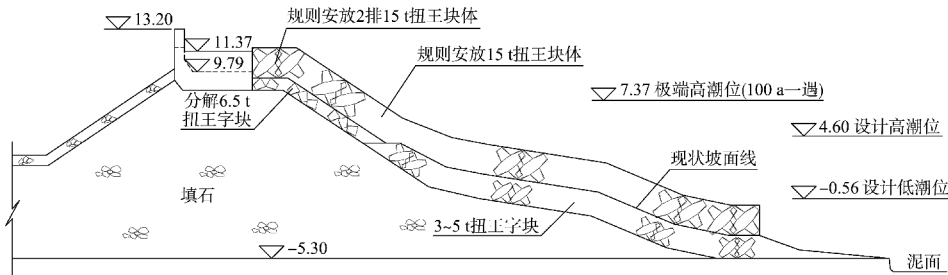 13.20
规则安放2排15 t扭王块体
11.37
9.79
规则安放15 t扭王块体
分解6.5 t
扭王字块
7.37 极端高潮位(100 a一遇)
4.60 设计高潮位
现状坡面线
-0.56 设计低潮位
填石
3~5 t扭工字块
-5.30
泥面